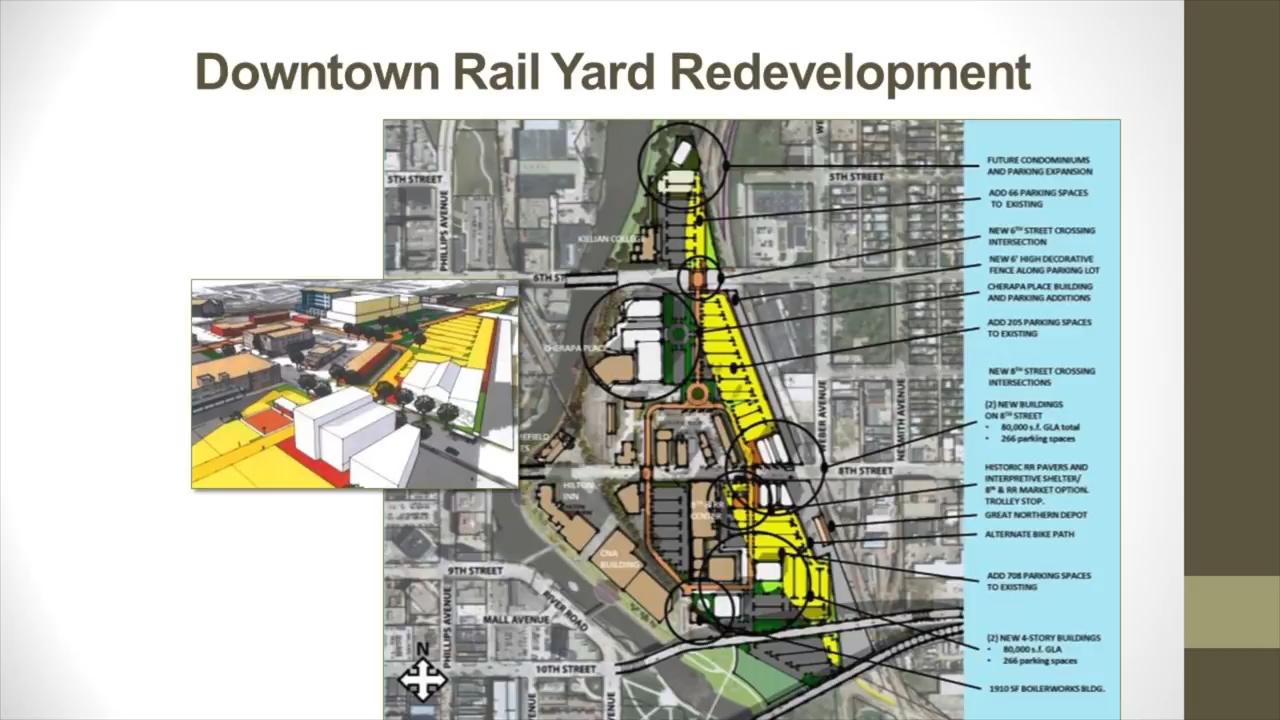 Downtown Rail Yard Redevelopment
5TH STREET
5TH STREET
PHILLIPS AVENUE
KILIAN COLLEGE
6TH ST
CHERAPA PLACE
WEBER AVENUE
NESMITH AVENUE
8TH STREET
HILTON
INN
8TH & RR
CENTER
CNA
BUILDING
9TH STREET
RIVER ROAD
MALL AVENUE
PHILLIPS AVENUE
10TH STREET
N
FUTURE CONDOMINIUMS
AND PARKING EXPANSION
ADD 66 PARKING SPACES
TO EXISTING
NEW 6TH STREET CROSSING
INTERSECTION
NEW 6' HIGH DECORATIVE
FENCE ALONG PARKING LOT
CHERAPA PLACE BUILDING
AND PARKING ADDITIONS
ADD 205 PARKING SPACES
TO EXISTING
NEW 8TH STREET CROSSING
INTERSECTIONS
(2) NEW BUILDINGS
ON 8TH STREET
• 80,000 s.f. GLA total
• 266 parking spaces
HISTORIC RR PAVERS AND
INTERPRETIVE SHELTER/
8TH & RR MARKET OPTION.
TROLLEY STOP.
GREAT NORTHERN DEPOT
ALTERNATE BIKE PATH
ADD 708 PARKING SPACES
TO EXISTING
(2) NEW 4-STORY BUILDINGS
• 80,000 s.f. GLA
• 266 parking spaces
1910 SF BOILERWORKS BLDG.